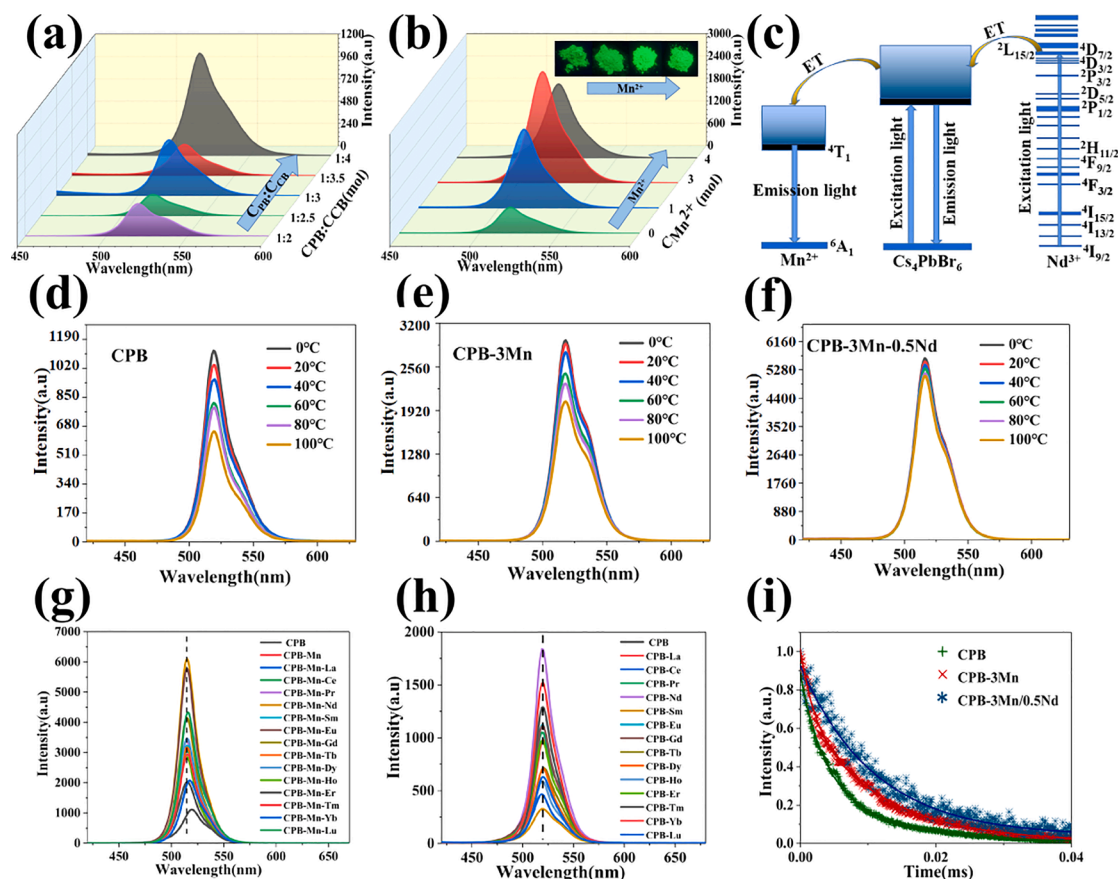 (a)
1200
960
720
480
240
0
Intensity(a.u)
1:4
1:3.5
1:3
1:2.5
1:2
CPB:CCB(mol)
C_PB:C_CB
450
500
550
600
Wavelength(nm)
(b)
3000
2400
1800
1200
600
0
Intensity(a.u)
Mn²⁺
Mn²⁺
4
3
1
0
C_Mn²⁺ (mol)
450
500
550
600
Wavelength(nm)
(c)
ET
ET
²L₁₅/₂
⁴D₇/₂
⁴D₃/₂
²P₃/₂
²D₅/₂
²P₁/₂
²H₁₁/₂
⁴F₉/₂
⁴F₃/₂
⁴I₁₅/₂
⁴I₁₃/₂
⁴I₉/₂
⁴T₁
Emission light
Excitation light
Emission light
Excitation light
⁶A₁
Mn²⁺
Cs₄PbBr₆
Nd³⁺
(d)
CPB
0℃
20℃
40℃
60℃
80℃
100℃
1190
1020
850
680
510
340
170
0
Intensity(a.u)
450
500
550
600
Wavelength(nm)
(e)
CPB-3Mn
0℃
20℃
40℃
60℃
80℃
100℃
3200
2560
1920
1280
640
0
Intensity(a.u)
450
500
550
600
Wavelength(nm)
(f)
CPB-3Mn-0.5Nd
0℃
20℃
40℃
60℃
80℃
100℃
6160
5280
4400
3520
2640
1760
880
0
Intensity(a.u)
450
500
550
600
Wavelength(nm)
(g)
7000
6000
5000
4000
3000
2000
1000
0
Intensity(a.u)
CPB
CPB-Mn
CPB-Mn-La
CPB-Mn-Ce
CPB-Mn-Pr
CPB-Mn-Nd
CPB-Mn-Sm
CPB-Mn-Eu
CPB-Mn-Gd
CPB-Mn-Tb
CPB-Mn-Dy
CPB-Mn-Ho
CPB-Mn-Er
CPB-Mn-Tm
CPB-Mn-Yb
CPB-Mn-Lu
450
500
550
600
650
Wavelength(nm)
(h)
2000
1500
1000
500
0
Intensity(a.u)
CPB
CPB-La
CPB-Ce
CPB-Pr
CPB-Nd
CPB-Sm
CPB-Eu
CPB-Gd
CPB-Tb
CPB-Dy
CPB-Ho
CPB-Er
CPB-Tm
CPB-Yb
CPB-Lu
450
500
550
600
650
Wavelength(nm)
(i)
CPB
CPB-3Mn
CPB-3Mn/0.5Nd
1.0
0.8
0.6
0.4
0.2
0.0
Intensity (a.u.)
0.00
0.02
0.04
Time(ms)